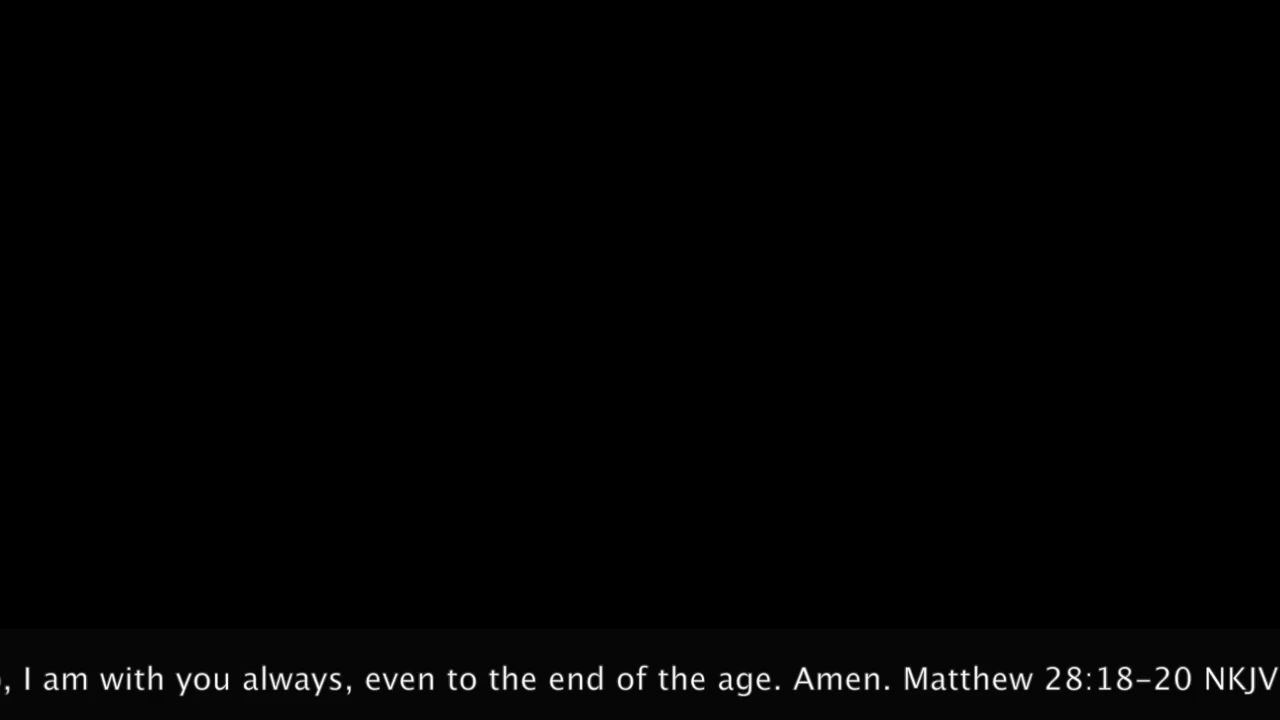 , I am with you always, even to the end of the age. Amen. Matthew 28:18-20 NKJV